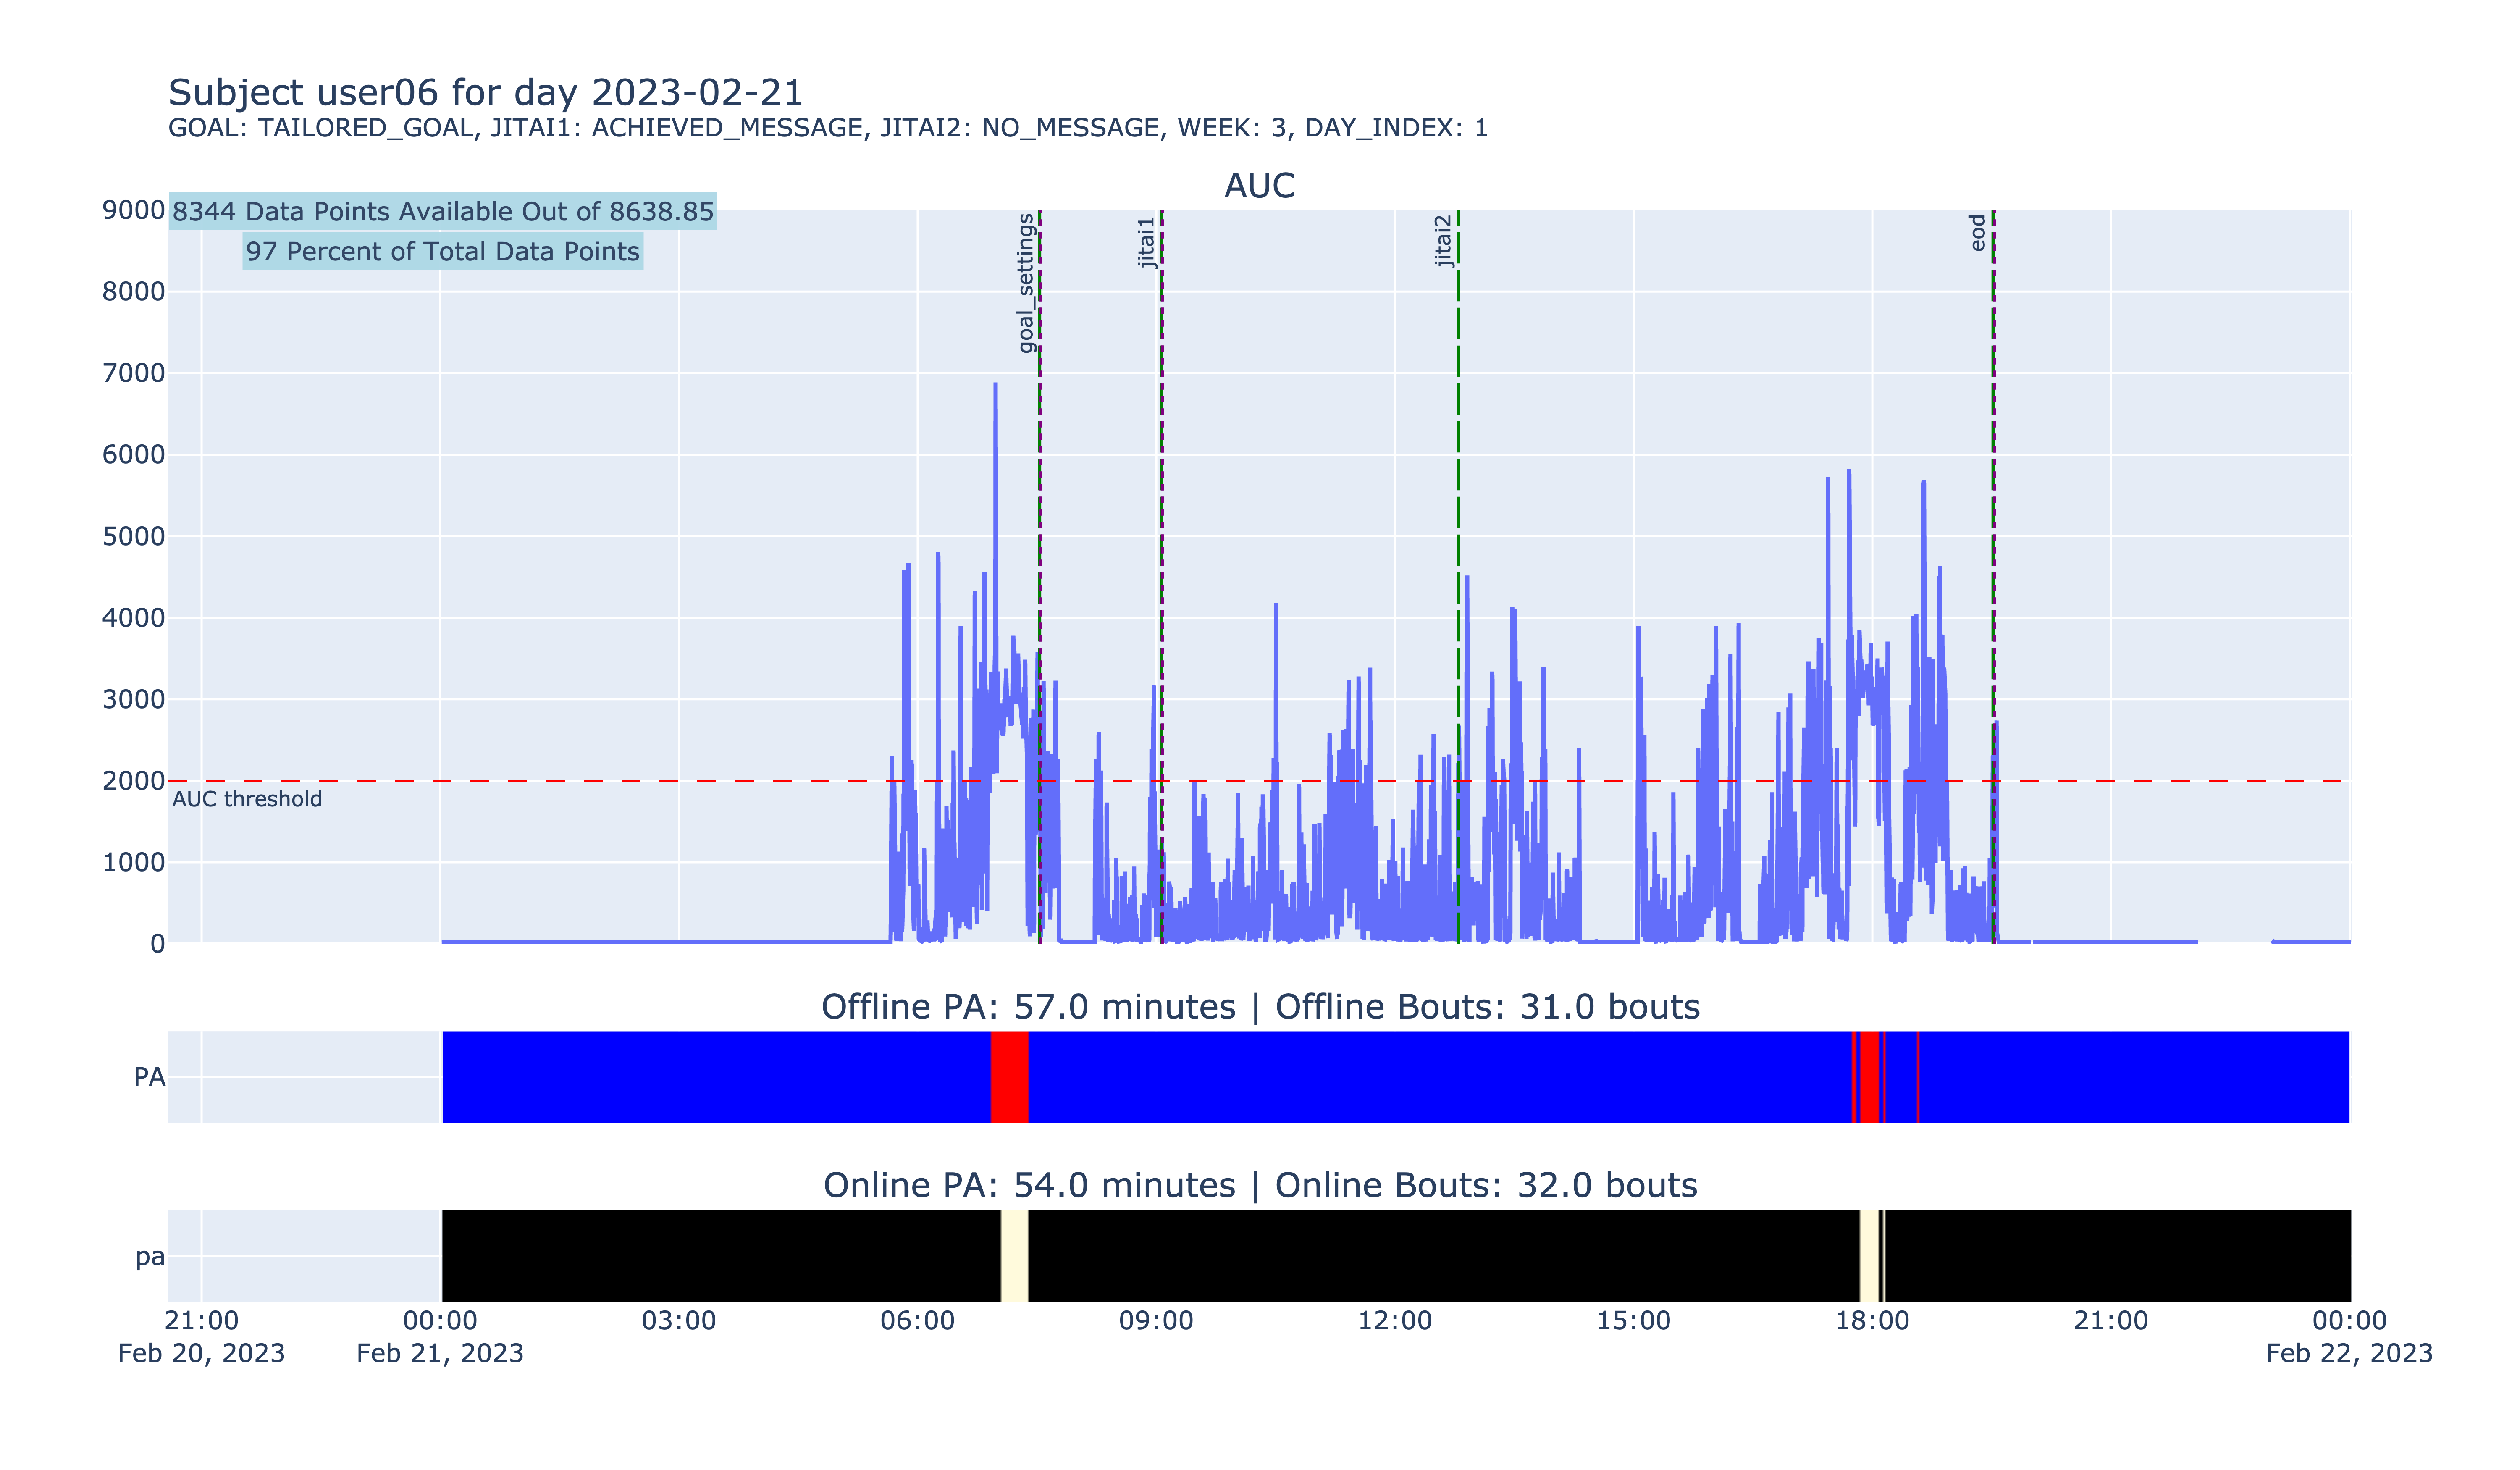 Subject user06 for day 2023-02-21
GOAL: TAILORED_GOAL, JITAI1: ACHIEVED_MESSAGE, JITAI2: NO_MESSAGE, WEEK: 3, DAY_INDEX: 1
AUC
8344 Data Points Available Out of 8638.85
97 Percent of Total Data Points
goal_settings
jitai1
jitai2
eod
9000
8000
7000
6000
5000
4000
3000
2000
1000
0
AUC threshold
Offline PA: 57.0 minutes | Offline Bouts: 31.0 bouts
PA
Online PA: 54.0 minutes | Online Bouts: 32.0 bouts
pa
21:00 00:00 03:00 06:00 09:00 12:00 15:00 18:00 21:00 00:00
Feb 20, 2023 Feb 21, 2023 Feb 22, 2023